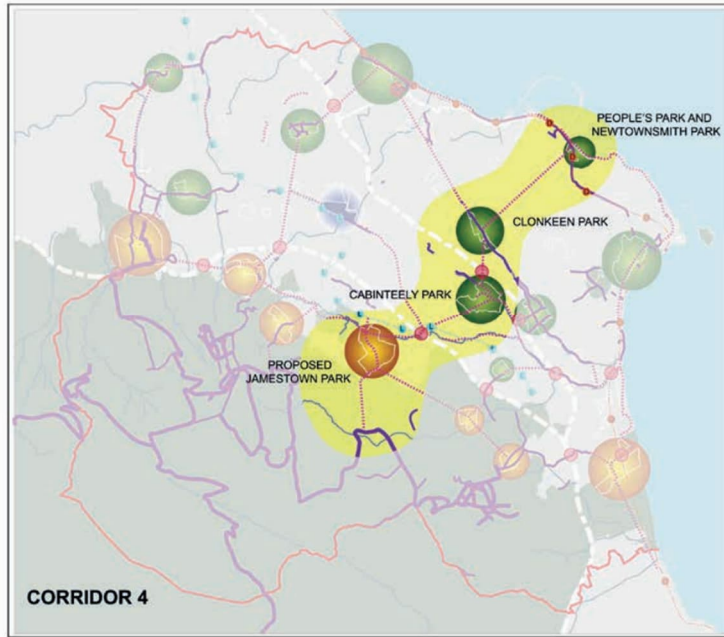 PEOPLE'S PARK AND
NEWTOWNSMITH PARK
CLONKEEN PARK
CABINTEELY PARK
PROPOSED
JAMESTOWN PARK
CORRIDOR 4